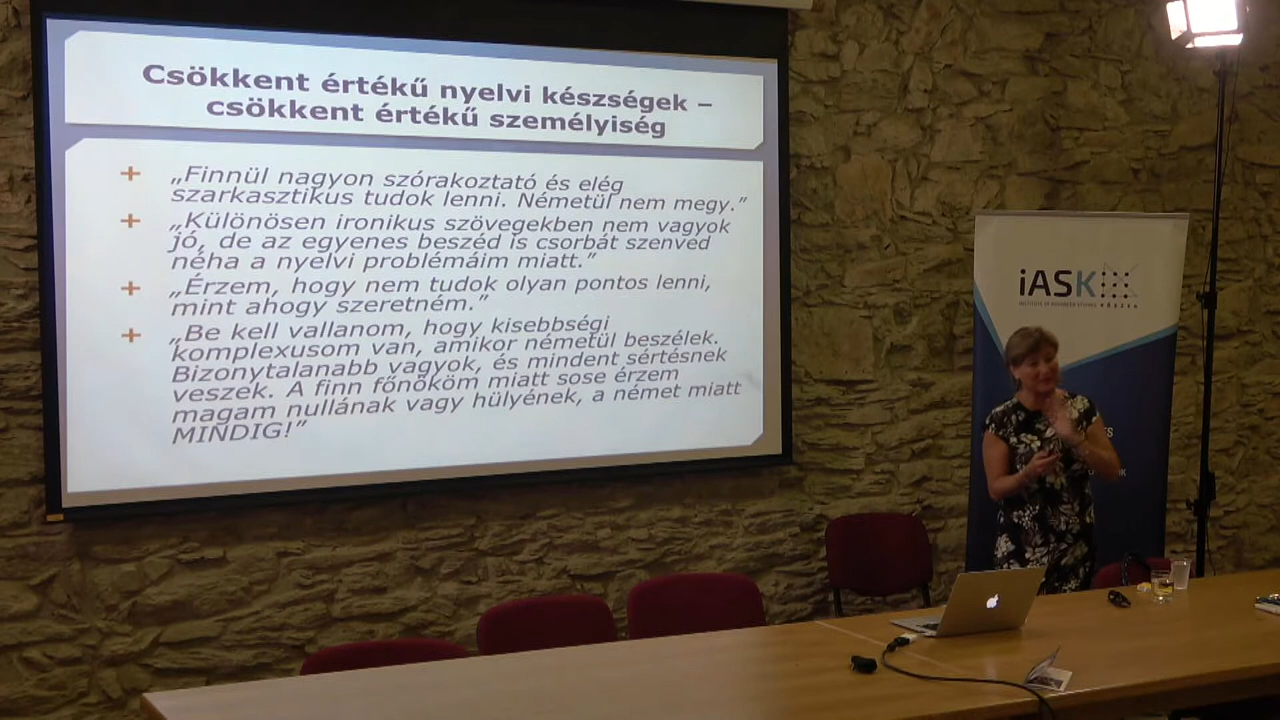 Csökkent értékű nyelvi készségek –
csökkent értékű személyiség
„Finnül nagyon szórakoztató és elég
szarkasztikus tudok lenni. Németül nem megy.”
„Különösen ironikus szövegekben nem vagyok
jó, de az egyenes beszéd is csorbát szenved
néha a nyelvi problémáim miatt.”
„Érzem, hogy nem tudok olyan pontos lenni,
mint ahogy szeretném.”
„Be kell vallanom, hogy kisebbségi
komplexusom van, amikor németül beszélek.
Bizonytalanabb vagyok, és mindent sértésnek
veszek. A finn főnököm miatt sose érzem
magam nullának vagy hülyének, a német miatt
MINDIG!”
iASK
KŐSZEG